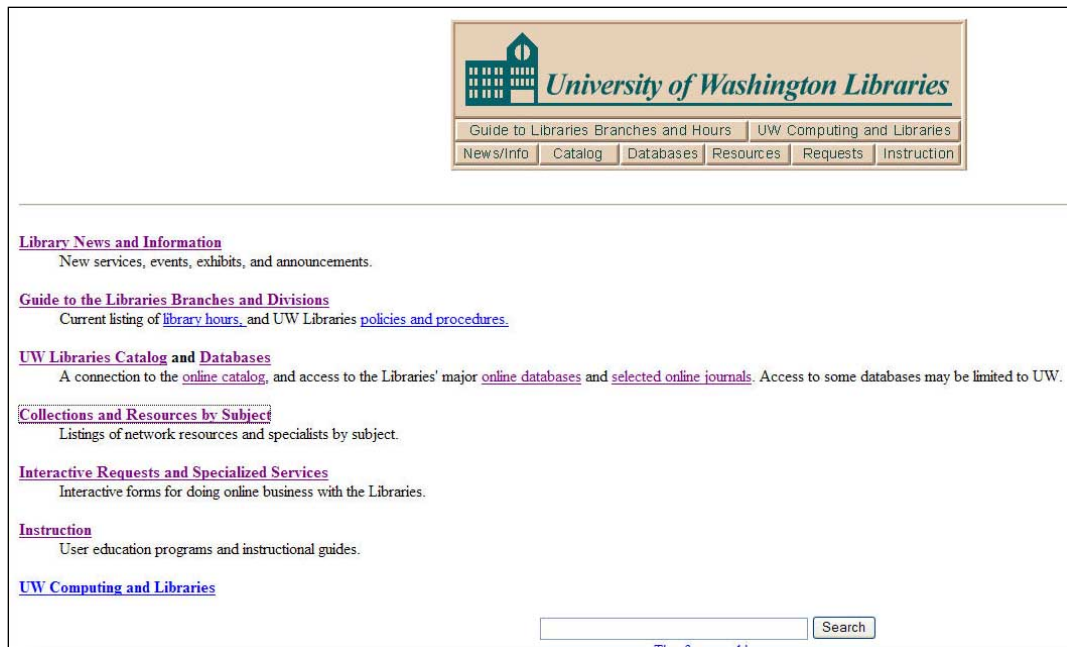 University of Washington Libraries
Guide to Libraries Branches and Hours UW Computing and Libraries
News/Info Catalog Databases Resources Requests Instruction
Library News and Information
New services, events, exhibits, and announcements.
Guide to the Libraries Branches and Divisions
Current listing of library hours, and UW Libraries policies and procedures.
UW Libraries Catalog and Databases
A connection to the online catalog, and access to the Libraries' major online databases and selected online journals. Access to some databases may be limited to UW.
Collections and Resources by Subject
Listings of network resources and specialists by subject.
Interactive Requests and Specialized Services
Interactive forms for doing online business with the Libraries.
Instruction
User education programs and instructional guides.
UW Computing and Libraries
Search